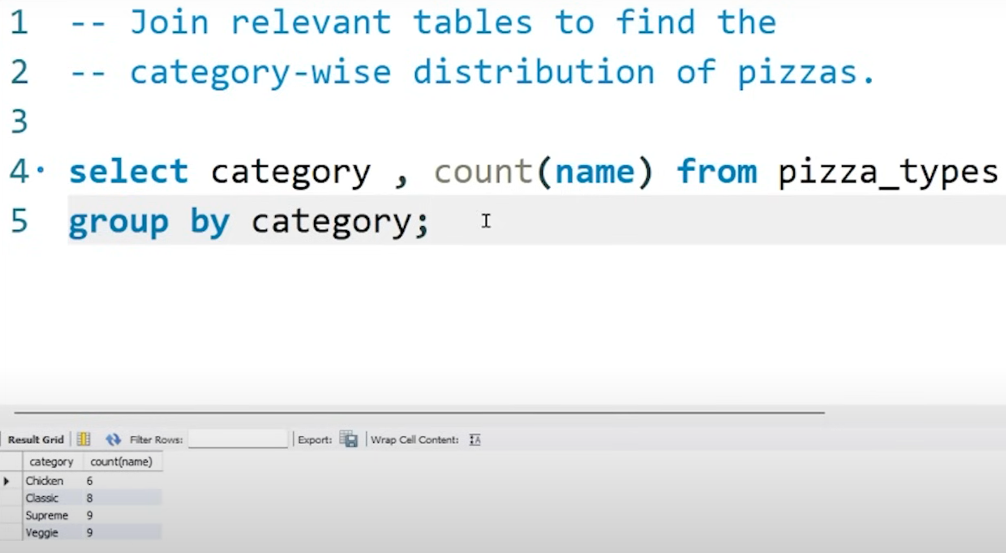 1 -- Join relevant tables to find the
2 -- category-wise distribution of pizzas.
3
4 select category , count(name) from pizza_types
5 group by category;
Result Grid Filter Rows: Export: Wrap Cell Content: IA
category count(name)
Chicken 6
Classic 8
Supreme 9
Veggie 9